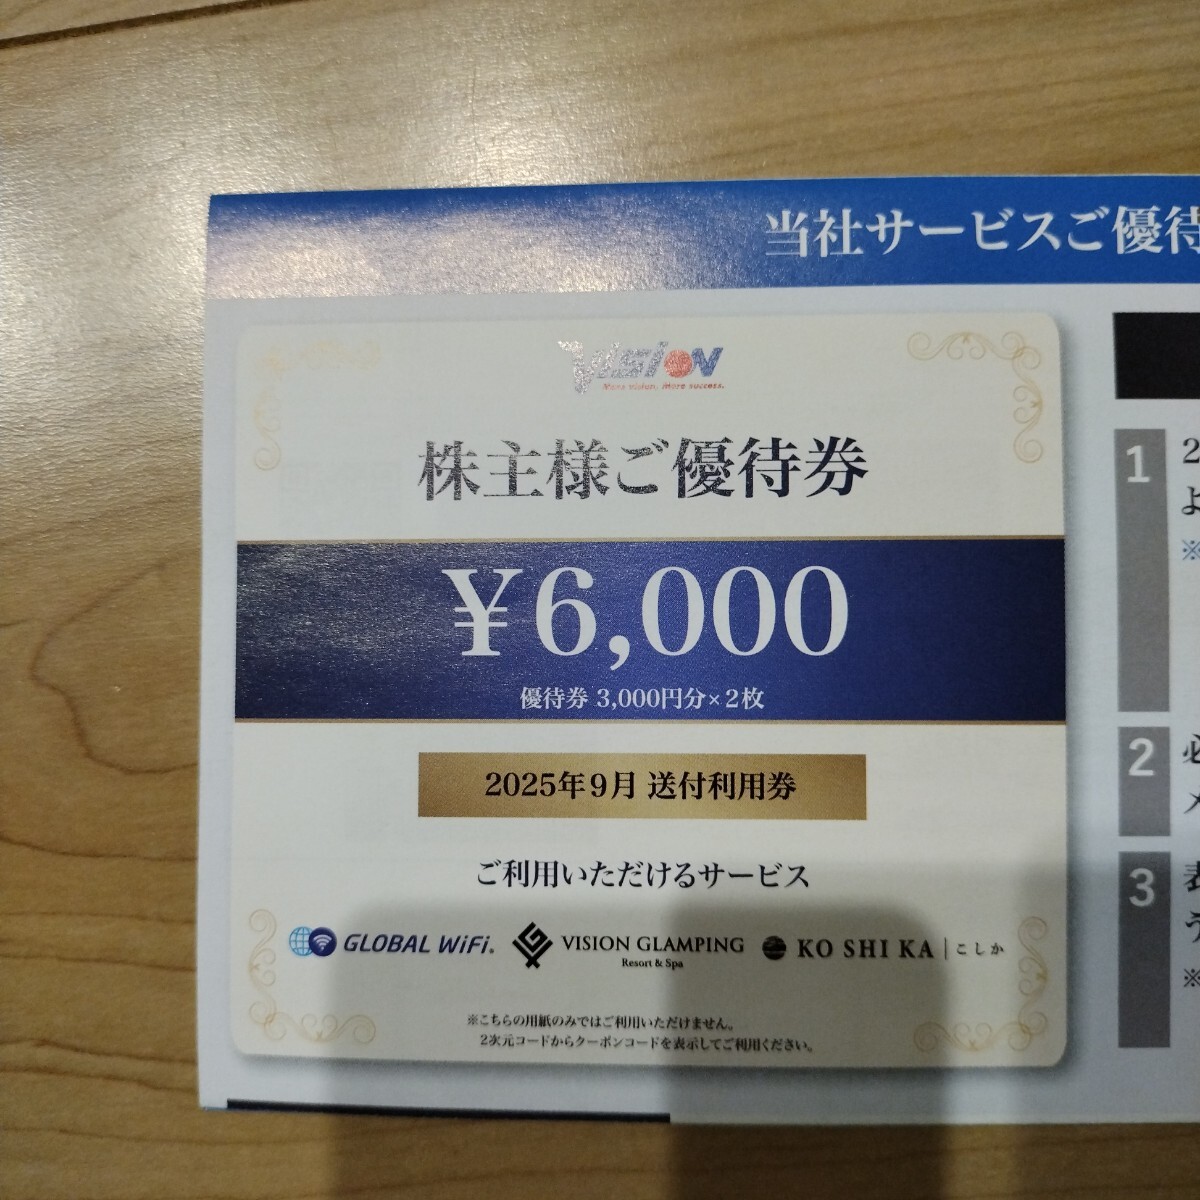 当社サービスご優待
VISION
More vision, more success.
株主様ご優待券
¥6,000
優待券 3,000円分×2枚
2025年9月 送付利用券
ご利用いただけるサービス
GLOBAL WiFi.
VISION GLAMPING
Resort & Spa
KO SHI KA | こしか
※こちらの用紙のみではご利用いただけません。
2次元コードからクーポンコードを表示してご利用ください。
1
2
よ
※
2
必
メ
3
表
※